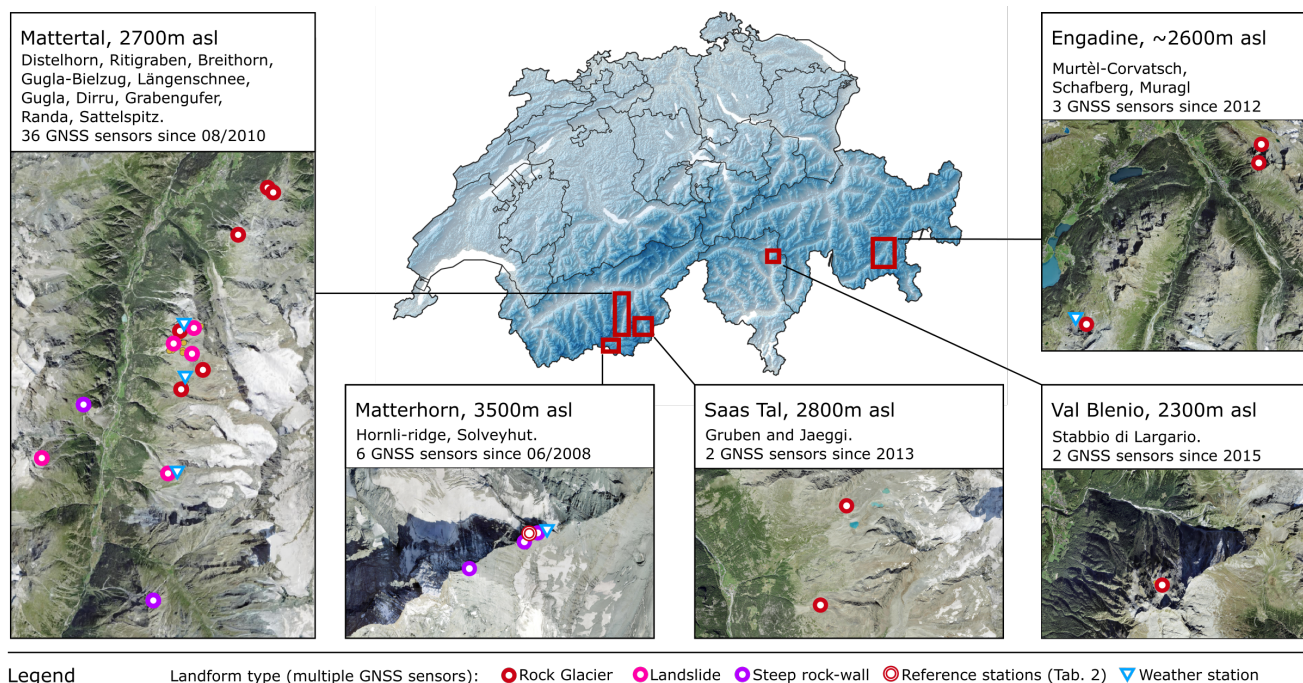 Mattertal, 2700m asl
Distelhorn, Ritigraben, Breithorn,
Gugla-Bielzug, Längenschnee,
Gugla, Dirru, Grabengufer,
Randa, Sattelspitz.
36 GNSS sensors since 08/2010
Engadine, ~2600m asl
Murtèl-Corvatsch,
Schafberg, Muragl
3 GNSS sensors since 2012
Matterhorn, 3500m asl
Hornli-ridge, Solveyhut.
6 GNSS sensors since 06/2008
Saas Tal, 2800m asl
Gruben and Jaeggi.
2 GNSS sensors since 2013
Val Blenio, 2300m asl
Stabbio di Largario.
2 GNSS sensors since 2015
Legend Landform type (multiple GNSS sensors): Rock Glacier Landslide Steep rock-wall Reference stations (Tab. 2) Weather station